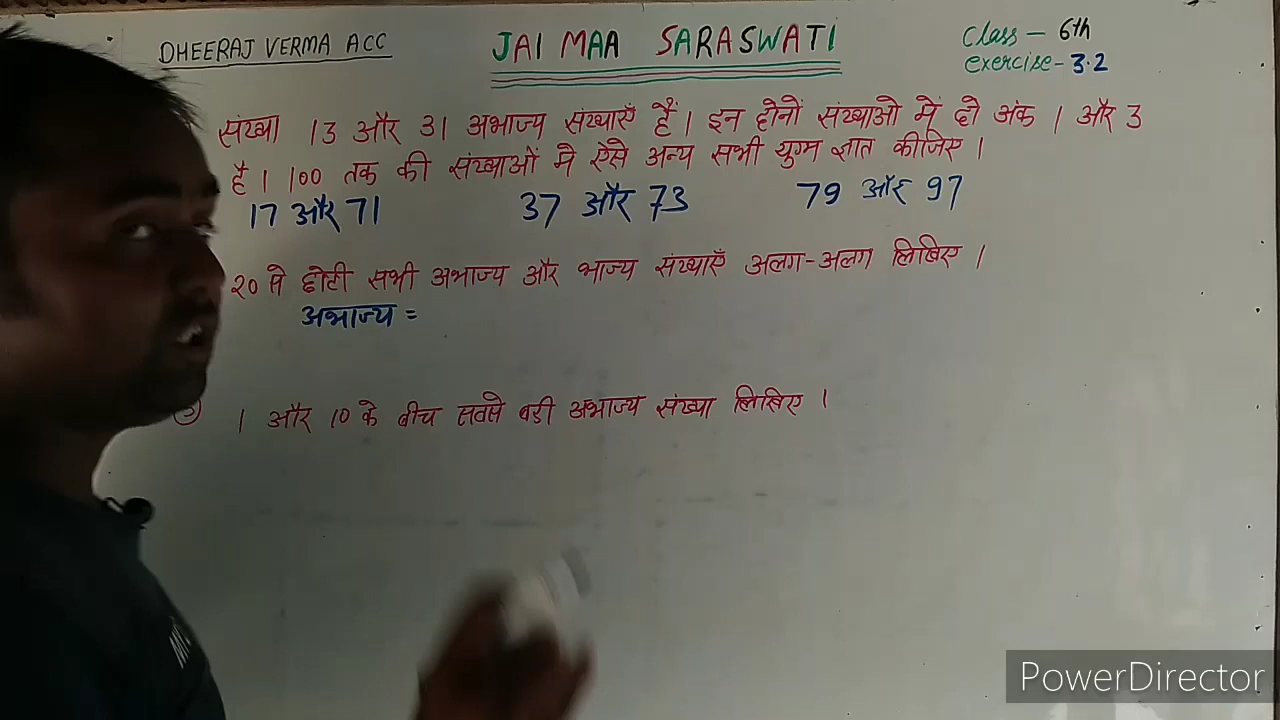 DHEERAJ VERMA ACC
JAI MAA SARASWATI
Class - 6th
exercise - 3.2
संख्या 13 और 31 अभाज्य संख्याएँ हैं। इन दोनों संख्याओ में दो अंक 1 और 3
है। 100 तक की संख्याओं मे ऐसे अन्य सभी युग्म ज्ञात कीजिए।
17 और 71 37 और 73 79 और 97
20 से छोटी सभी अभाज्य और भाज्य संख्याएँ अलग-अलग लिखिए।
अभाज्य =
1 और 10 के बीच सबसे बडी अभाज्य संख्या लिखिए।
PowerDirector